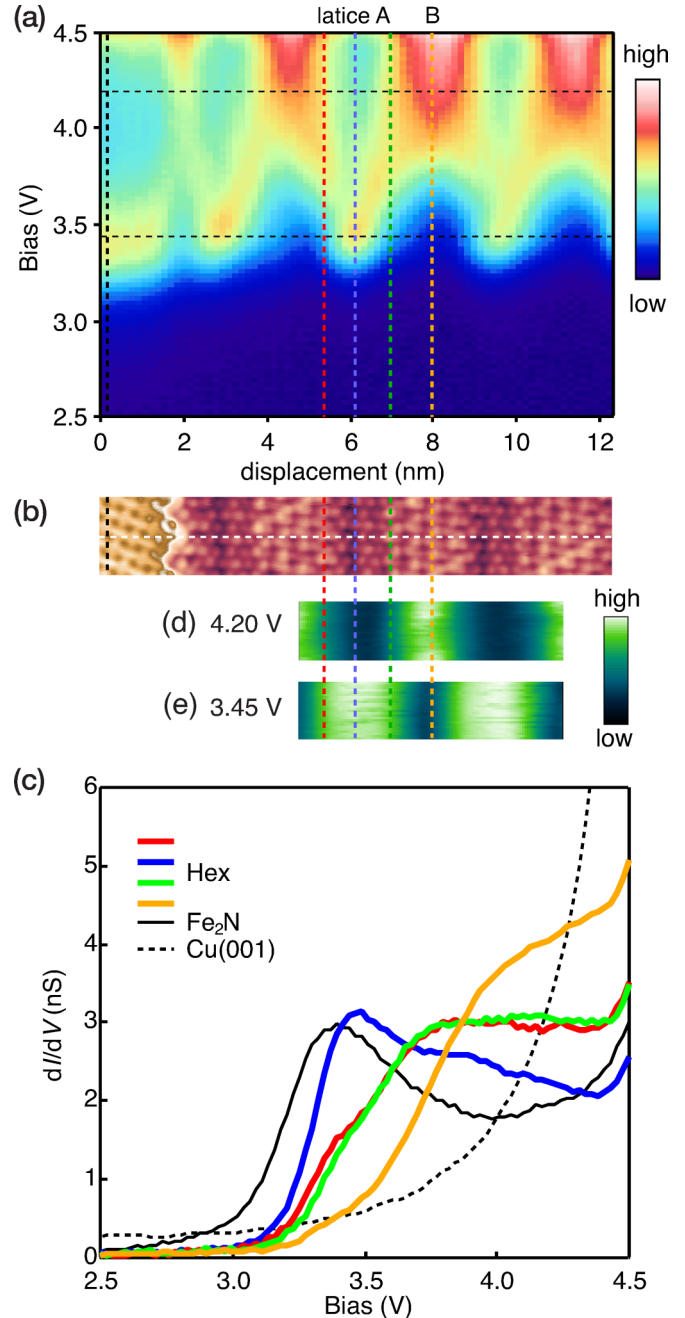 (a)
latice A B
high
low
4.5
4.0
3.5
3.0
2.5
Bias (V)
0 2 4 6 8 10 12
displacement (nm)
(b)
(d) 4.20 V
high
(e) 3.45 V
low
(c)
6
5
4
3
2
1
0
dI/dV (nS)
Hex
Fe₂N
Cu(001)
2.5 3.0 3.5 4.0 4.5
Bias (V)